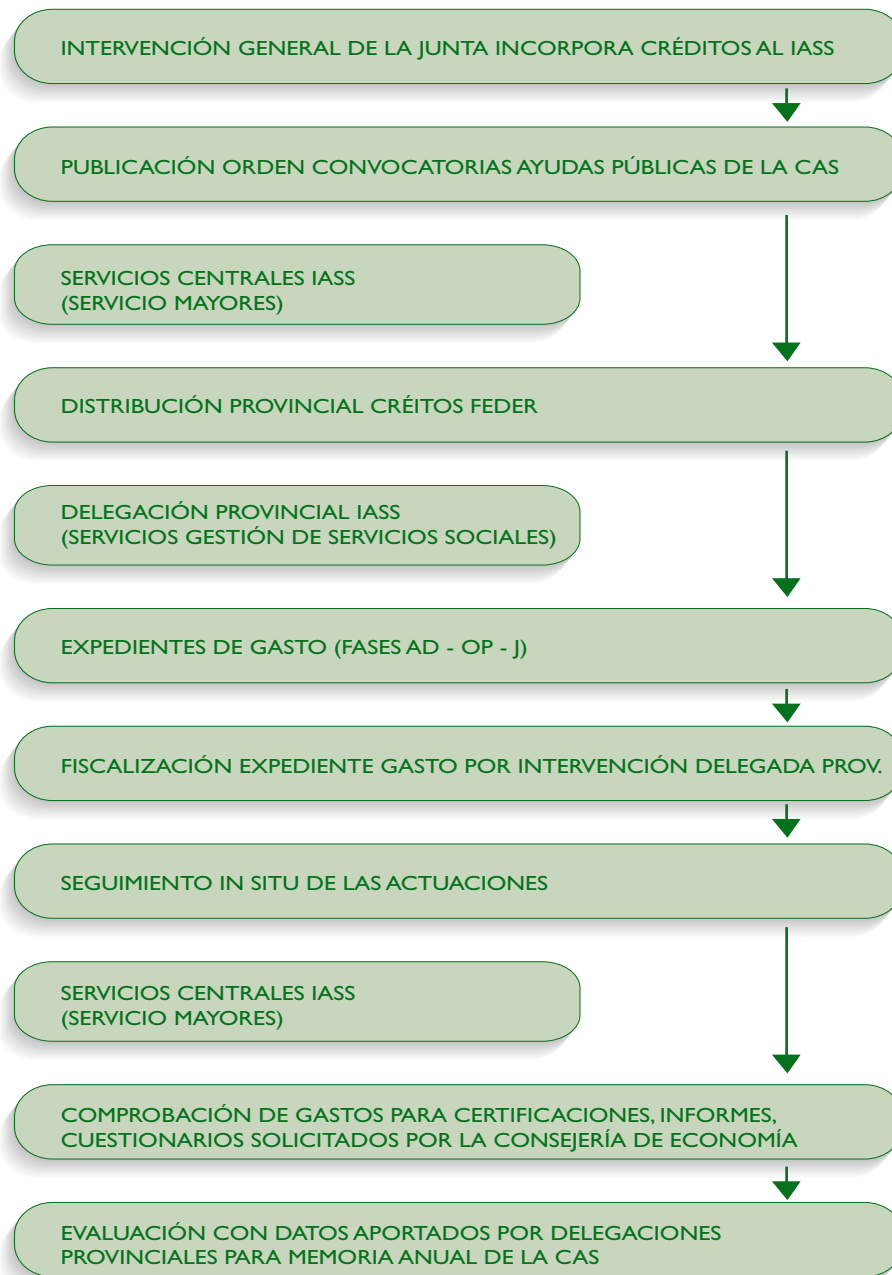 INTERVENCIÓN GENERAL DE LA JUNTA INCORPORA CRÉDITOS AL IASS
PUBLICACIÓN ORDEN CONVOCATORIAS AYUDAS PÚBLICAS DE LA CAS
SERVICIOS CENTRALES IASS
(SERVICIO MAYORES)
DISTRIBUCIÓN PROVINCIAL CRÉITOS FEDER
DELEGACIÓN PROVINCIAL IASS
(SERVICIOS GESTIÓN DE SERVICIOS SOCIALES)
EXPEDIENTES DE GASTO (FASES AD - OP - J)
FISCALIZACIÓN EXPEDIENTE GASTO POR INTERVENCIÓN DELEGADA PROV.
SEGUIMIENTO IN SITU DE LAS ACTUACIONES
SERVICIOS CENTRALES IASS
(SERVICIO MAYORES)
COMPROBACIÓN DE GASTOS PARA CERTIFICACIONES, INFORMES,
CUESTIONARIOS SOLICITADOS POR LA CONSEJERÍA DE ECONOMÍA
EVALUACIÓN CON DATOS APORTADOS POR DELEGACIONES
PROVINCIALES PARA MEMORIA ANUAL DE LA CAS